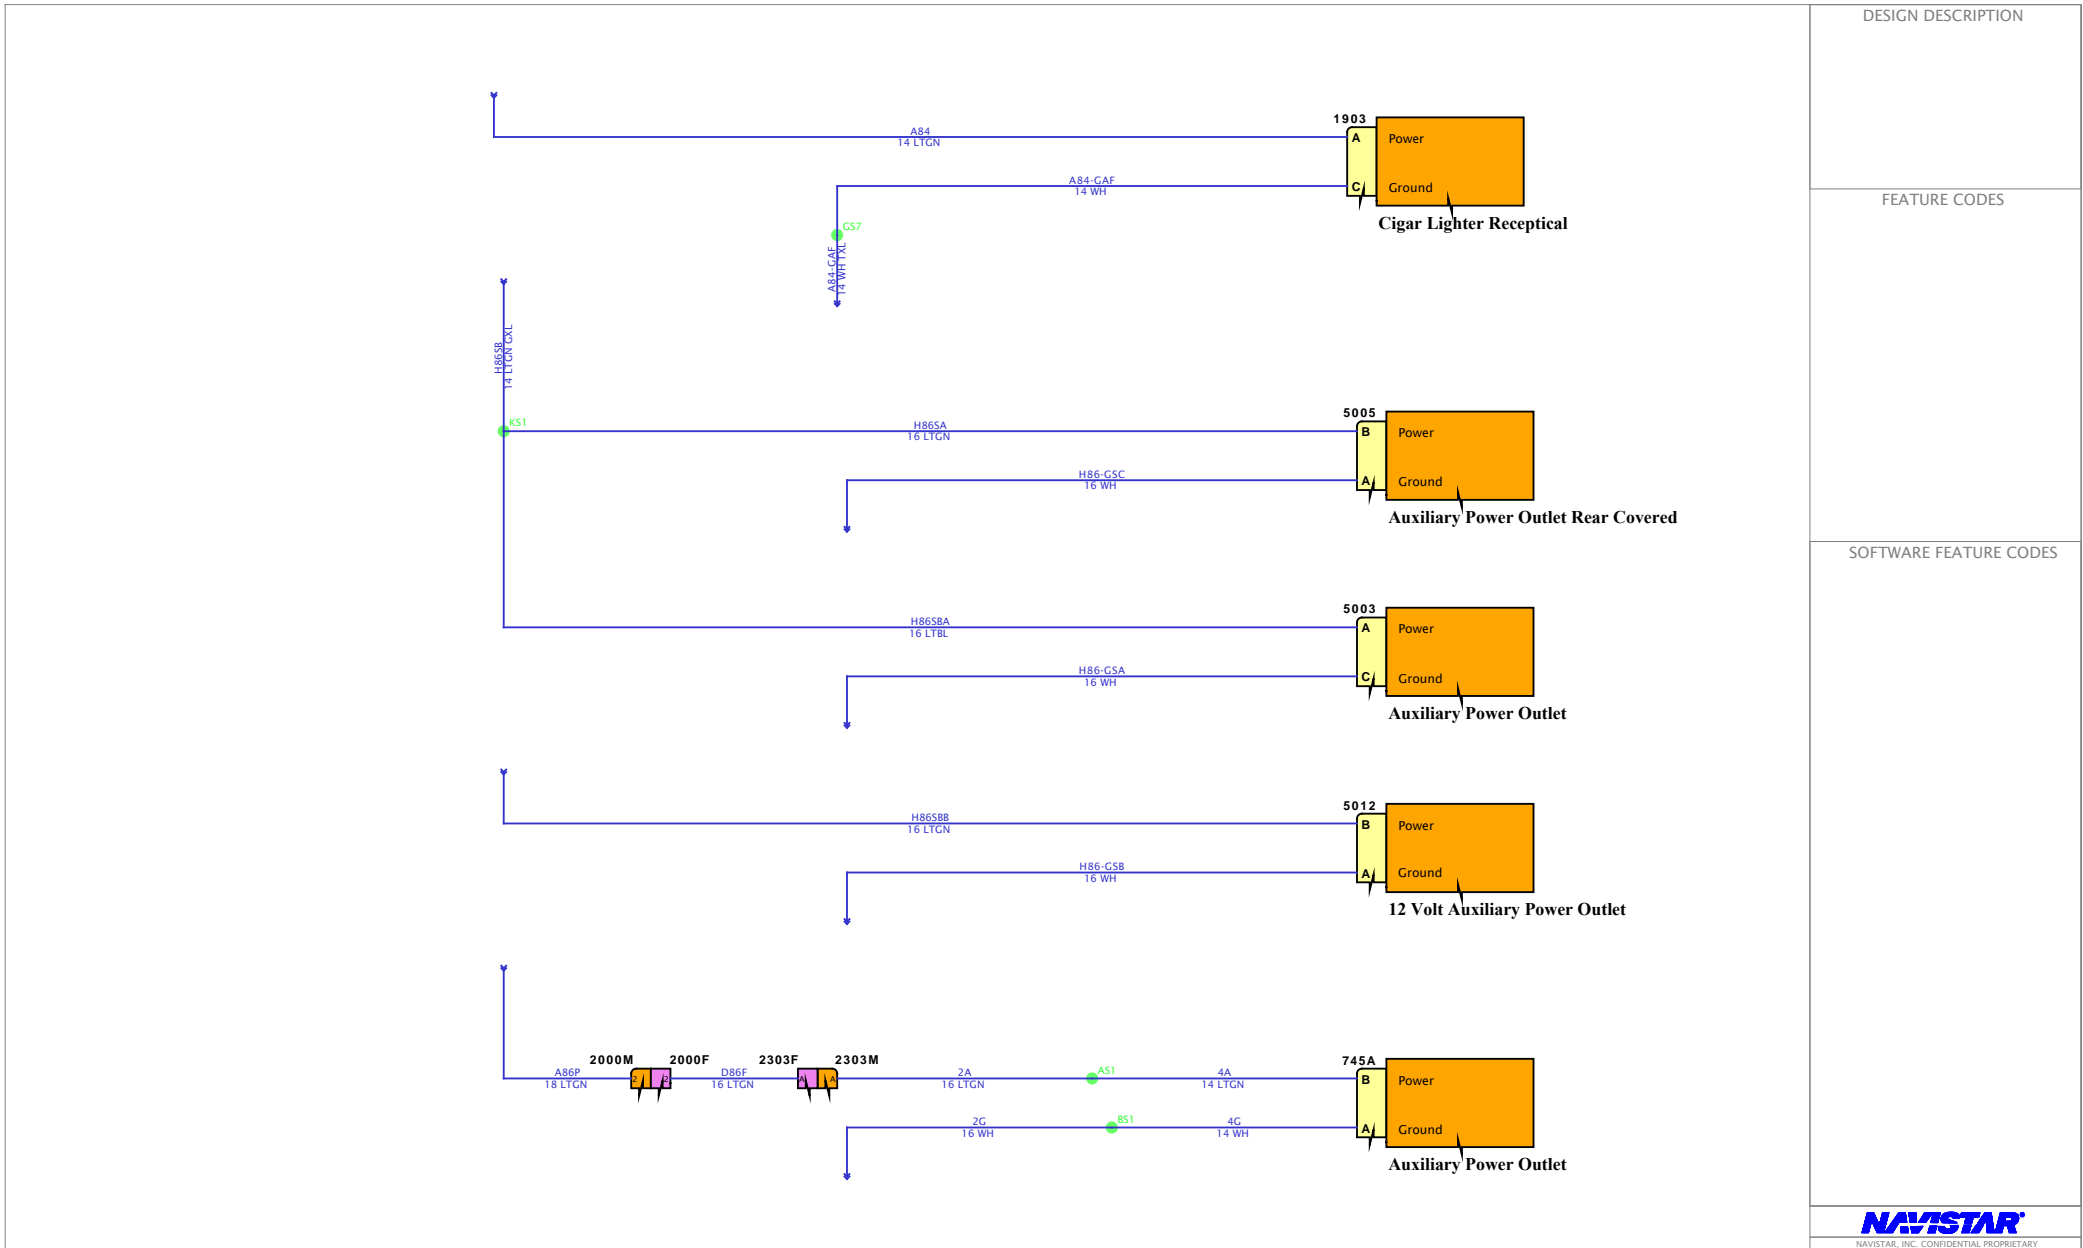 DESIGN DESCRIPTION
FEATURE CODES
SOFTWARE FEATURE CODES
A84
14 LTGN
1903
A
Power
A84-GAF
14 WH
C
Ground
Cigar Lighter Receptical
GS7
A84-GAF
14 WH TXL
H86SB
14 LTGN GXL
KS1
H86SA
16 LTGN
5005
B
Power
H86-GSC
16 WH
A
Ground
Auxiliary Power Outlet Rear Covered
H86SBA
16 LTBL
5003
A
Power
H86-GSA
16 WH
C
Ground
Auxiliary Power Outlet
H86SBB
16 LTGN
5012
B
Power
H86-GSB
16 WH
A
Ground
12 Volt Auxiliary Power Outlet
2000M
2000F
2303F
2303M
A86P
18 LTGN
2
2
D86F
16 LTGN
A
A
2A
16 LTGN
AS1
4A
14 LTGN
745A
B
Power
2G
16 WH
BS1
4G
14 WH
A
Ground
Auxiliary Power Outlet
NAVISTAR®
NAVISTAR, INC. CONFIDENTIAL PROPRIETARY